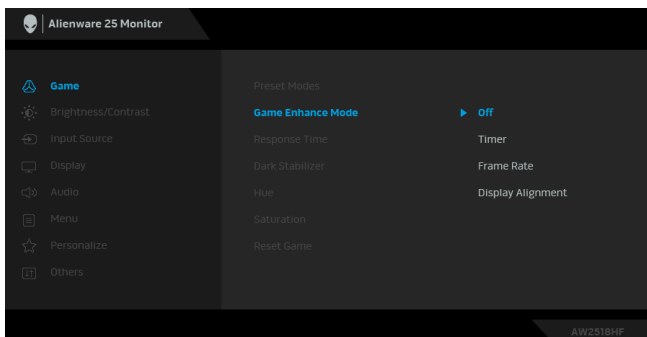 Alienware 25 Monitor
Game
Brightness/Contrast
Input Source
Display
Audio
Menu
Personalize
Others
Preset Modes
Game Enhance Mode
Response Time
Dark Stabilizer
Hue
Saturation
Reset Game
Off
Timer
Frame Rate
Display Alignment
AW2518HF